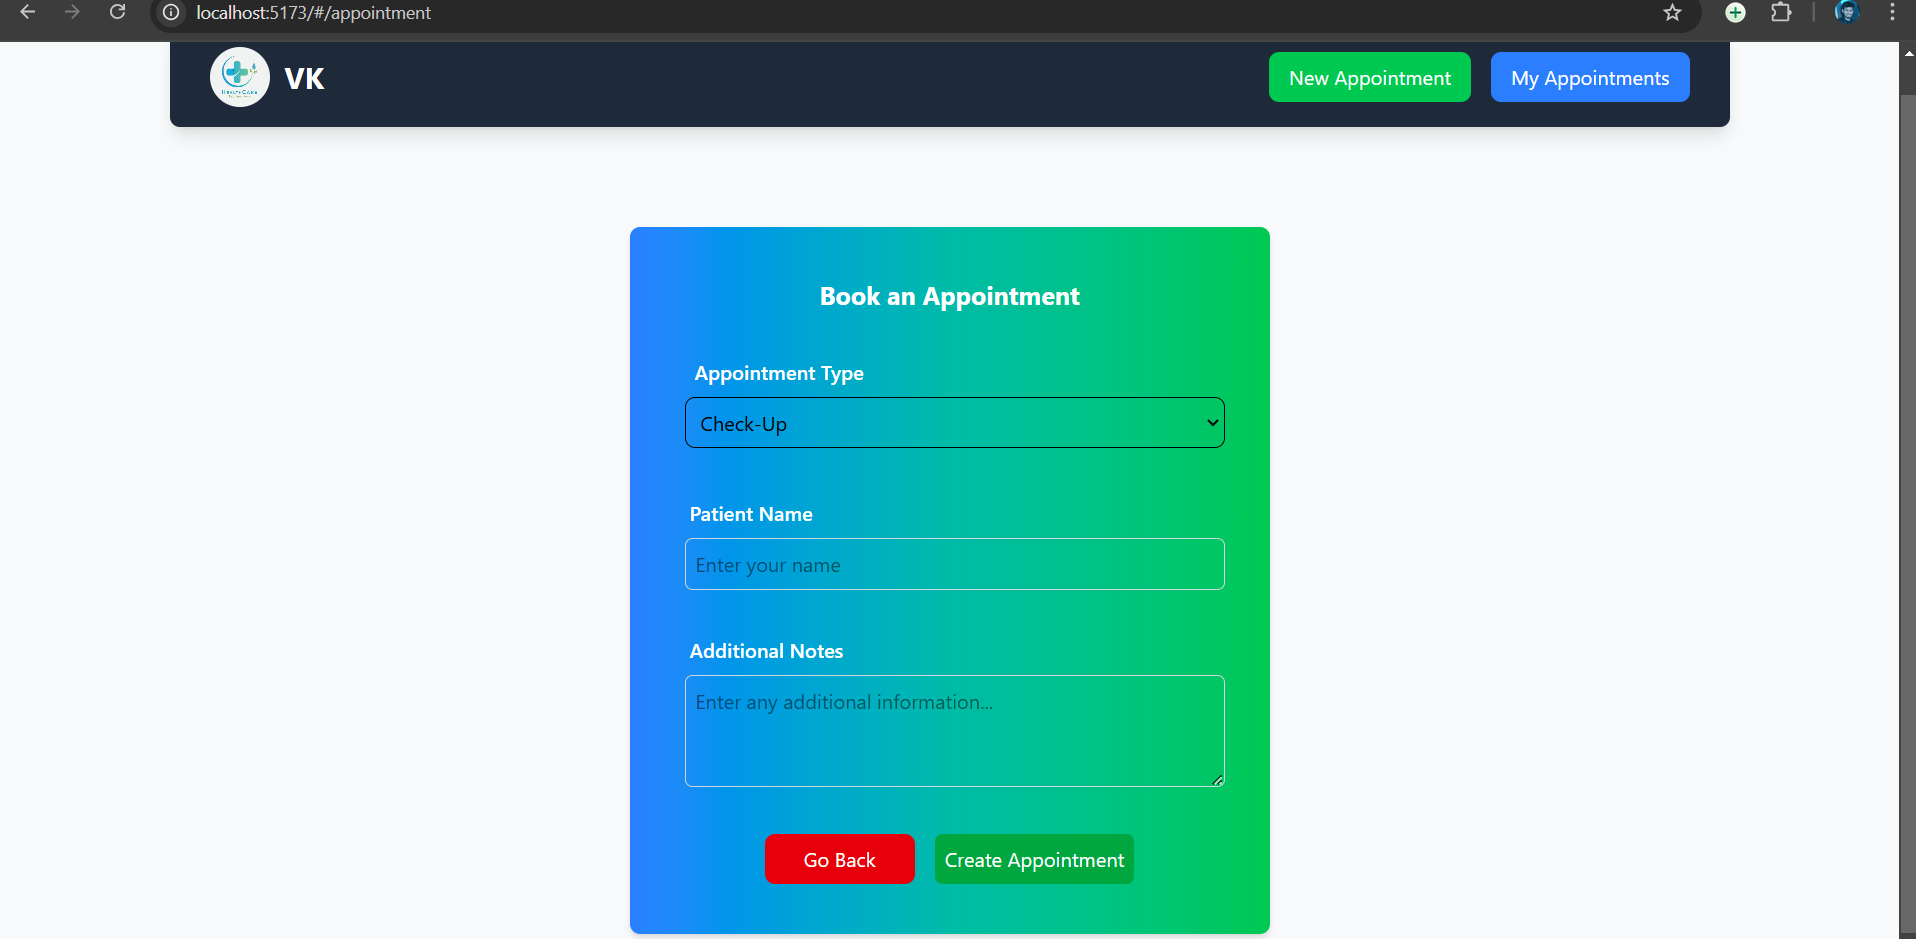 localhost:5173/#/appointment
VK
New Appointment
My Appointments
Book an Appointment
Appointment Type
Check-Up
Patient Name
Enter your name
Additional Notes
Enter any additional information...
Go Back
Create Appointment